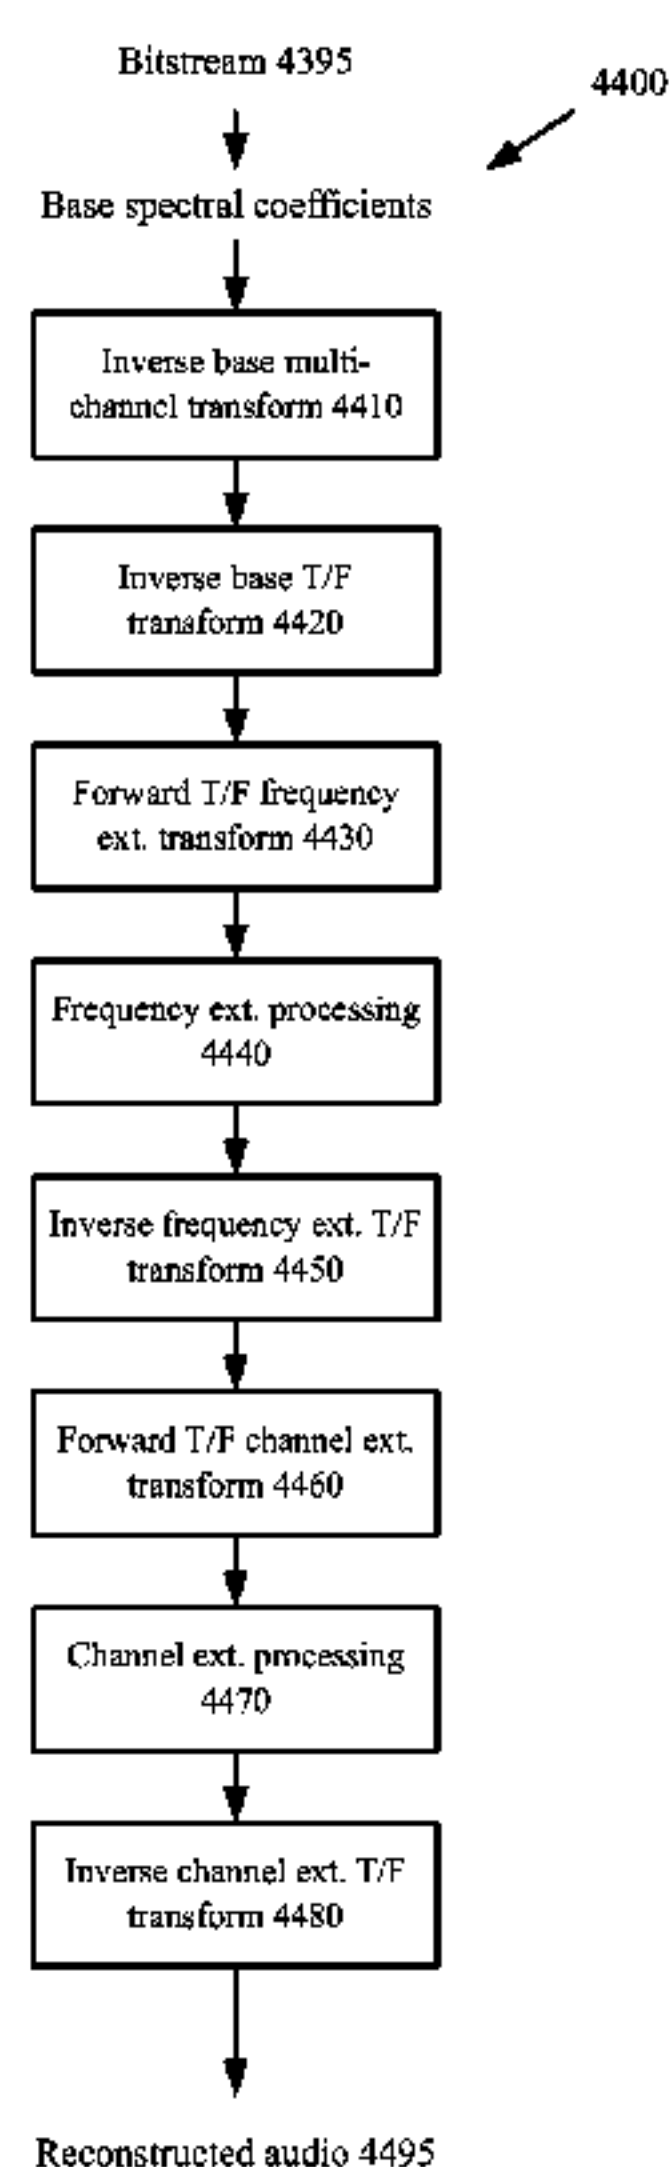 Bitstream 4395
4400
Base spectral coefficients
Inverse base multi-
channel transform 4410
Inverse base T/F
transform 4420
Forward T/F frequency
ext. transform 4430
Frequency ext. processing
4440
Inverse frequency ext. T/F
transform 4450
Forward T/F channel ext.
transform 4460
Channel ext. processing
4470
Inverse channel ext. T/F
transform 4480
Reconstructed audio 4495